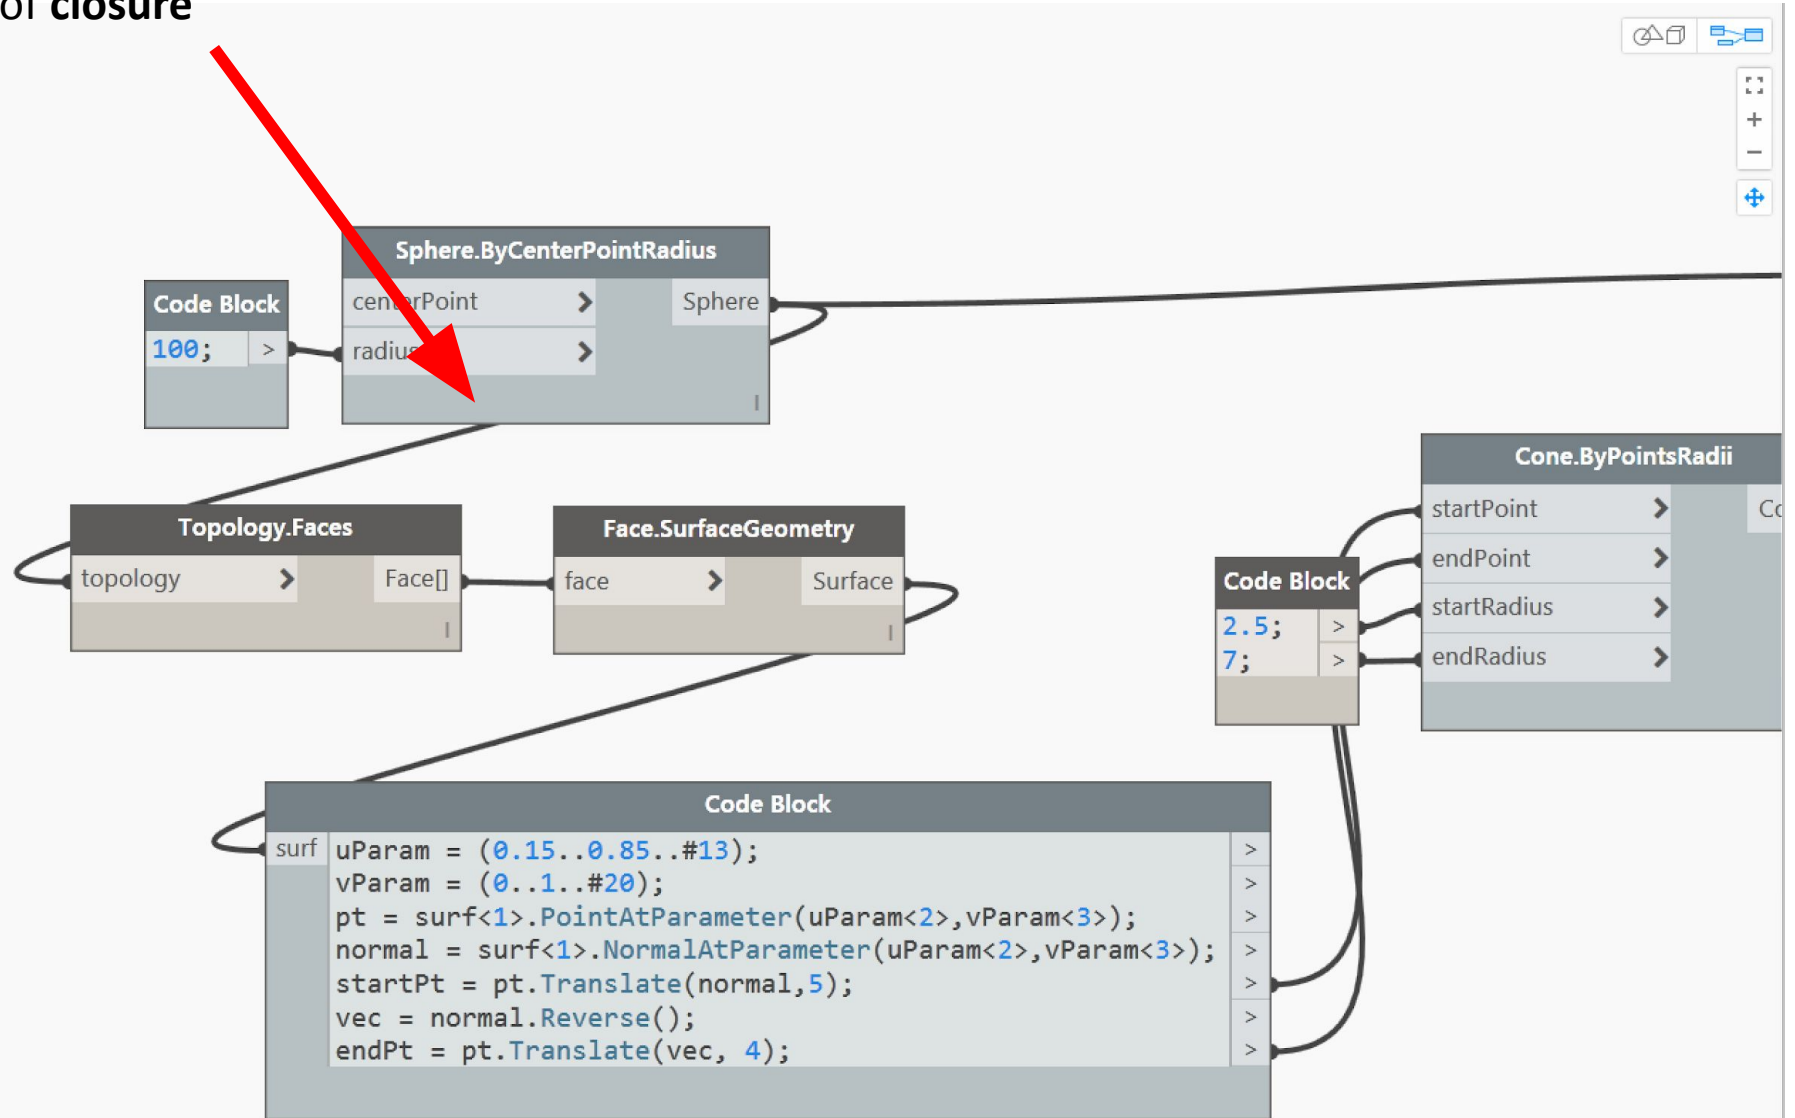 of closure
Sphere.ByCenterPointRadius
centerPoint
Sphere
radius
Code Block
100;
>
Topology.Faces
topology
Face[]
Face.SurfaceGeometry
face
Surface
Cone.ByPointsRadii
startPoint
endPoint
startRadius
endRadius
Code Block
2.5;
>
7;
>
Code Block
surf
uParam = (0.15..0.85..#13);
>
vParam = (0..1..#20);
>
pt = surf<1>.PointAtParameter(uParam<2>,vParam<3>);
>
normal = surf<1>.NormalAtParameter(uParam<2>,vParam<3>);
>
startPt = pt.Translate(normal,5);
>
vec = normal.Reverse();
>
endPt = pt.Translate(vec, 4);
>